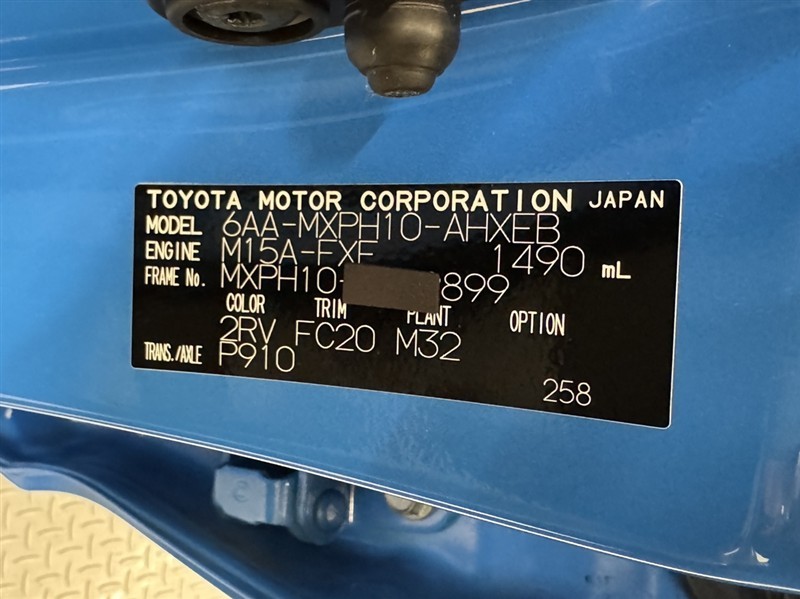 TOYOTA MOTOR CORPORATION JAPAN
MODEL 6AA-MXPH10-AHXEB
ENGINE M15A-FXE 1490 mL
FRAME No. MXPH10- 899
COLOR TRIM PLANT OPTION
2RV FC20 M32
TRANS./AXLE P910
258